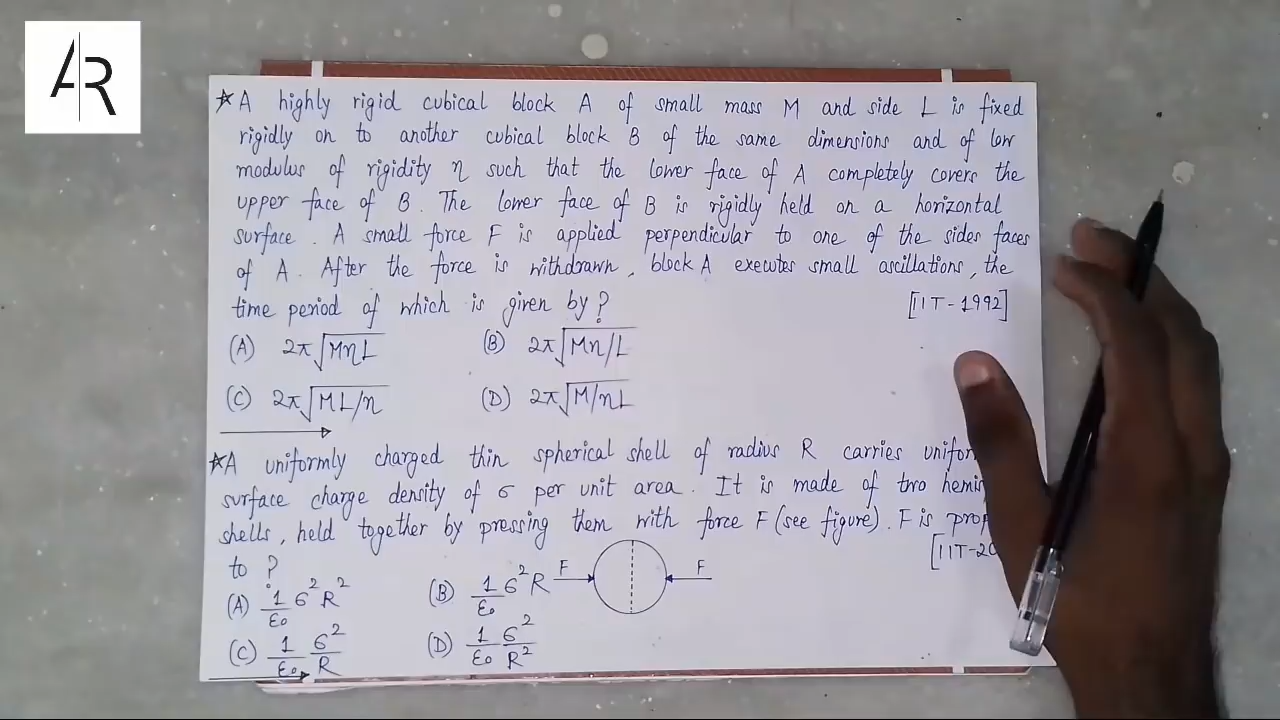 AR
★A highly rigid cubical block A of small mass M and side L is fixed
rigidly on to another cubical block B of the same dimensions and of low
modulus of rigidity η such that the lower face of A completely covers the
upper face of B. The lower face of B is rigidly held on a horizontal
surface. A small force F is applied perpendicular to one of the sides faces
of A. After the force is withdrawn, block A executes small ascillations, the
time period of which is given by?
[IIT-1992]
(A) 2π√MηL (B) 2π√Mη/L
(C) 2π√ML/η (D) 2π√M/ηL
★A uniformly charged thin spherical shell of radius R carries
surface charge density of σ per unit area. It is made of two
shells, held together by pressing them with force F (see figure). F is
to ?
F F
(A) 1/ε₀ σ²R² (B) 1/ε₀ σ²R
(C) 1/ε₀ σ²/R (D) 1/ε₀ σ²/R²